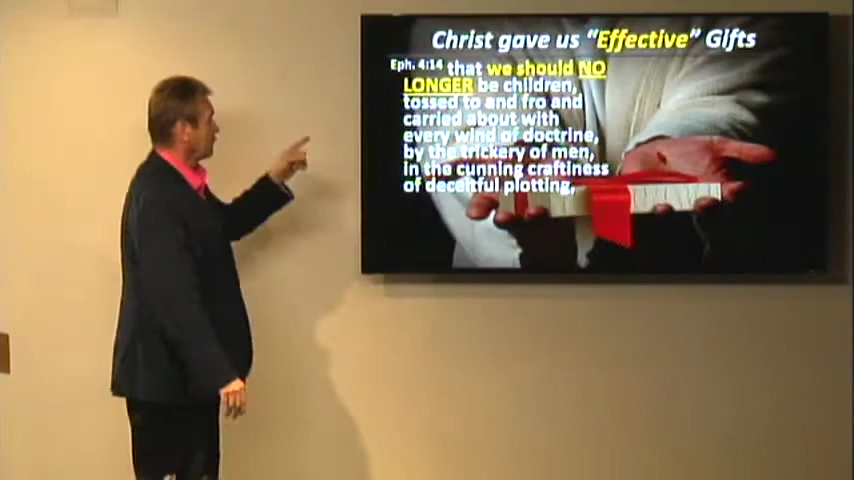 Christ gave us “Effective” Gifts
Eph. 4:14 that we should NO
LONGER be children,
tossed to and fro and
carried about with
every wind of doctrine,
by the trickery of men,
in the cunning craftiness
of deceitful plotting,